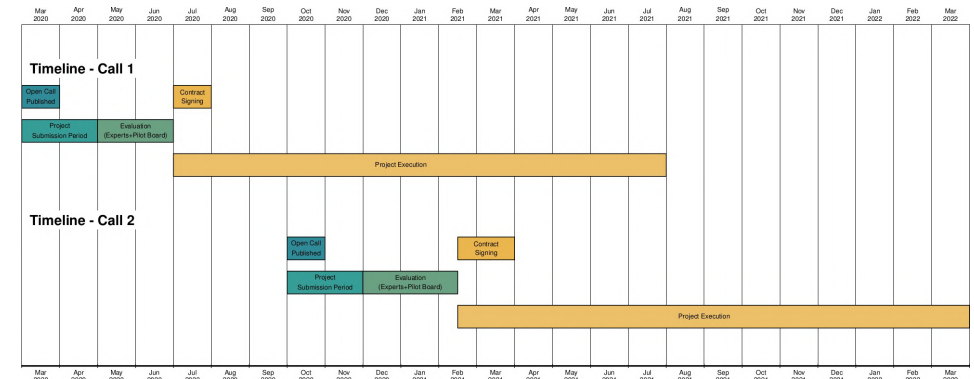 Mar Apr May Jun Jul Aug Sep Oct Nov Dec Jan Feb Mar Apr May Jun Jul Aug Sep Oct Nov Dec Jan Feb Mar
2020 2020 2020 2020 2020 2020 2020 2020 2020 2020 2021 2021 2021 2021 2021 2021 2021 2021 2021 2021 2021 2021 2022 2022 2022
Timeline - Call 1
Open Call
Published
Contract
Signing
Project
Submission Period
Evaluation
(Experts+Pilot Board)
Project Execution
Timeline - Call 2
Open Call
Published
Contract
Signing
Project
Submission Period
Evaluation
(Experts+Pilot Board)
Project Execution
Mar Apr May Jun Jul Aug Sep Oct Nov Dec Jan Feb Mar Apr May Jun Jul Aug Sep Oct Nov Dec Jan Feb Mar